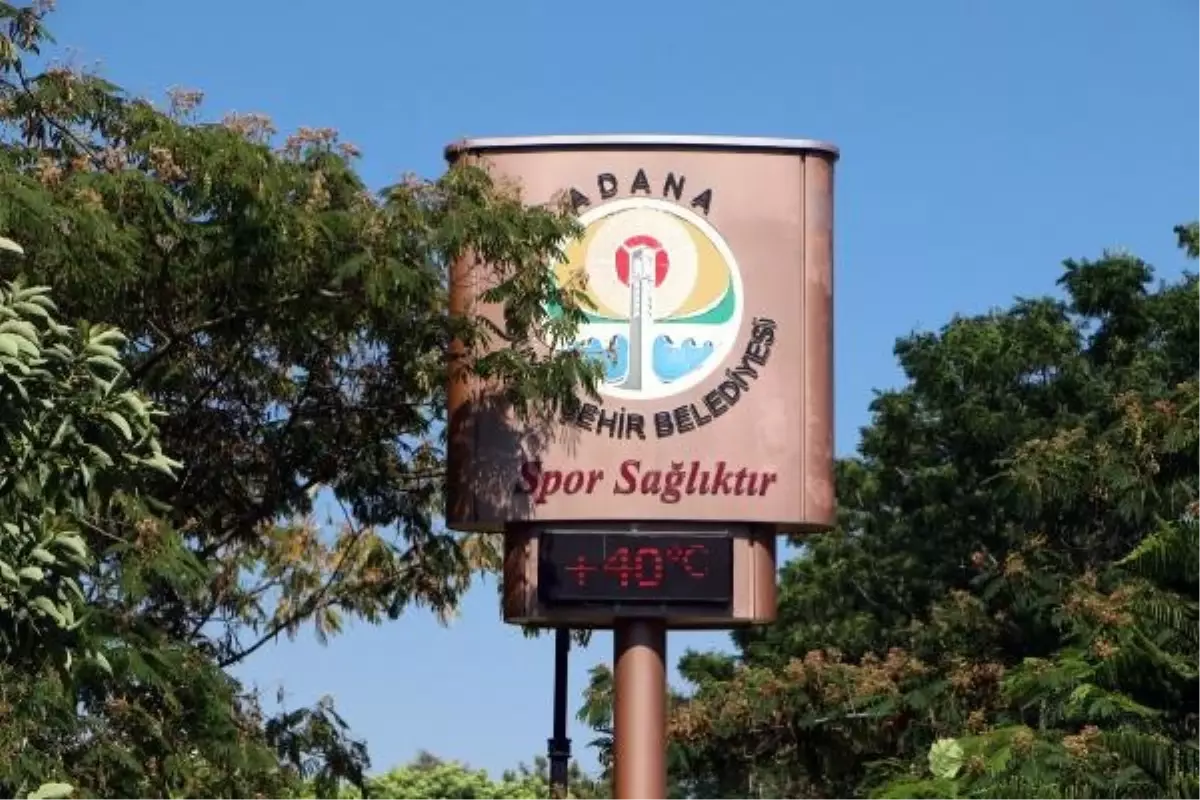 ADANA
BELEDİYESİ
Spor Sağlıktır
+40°C